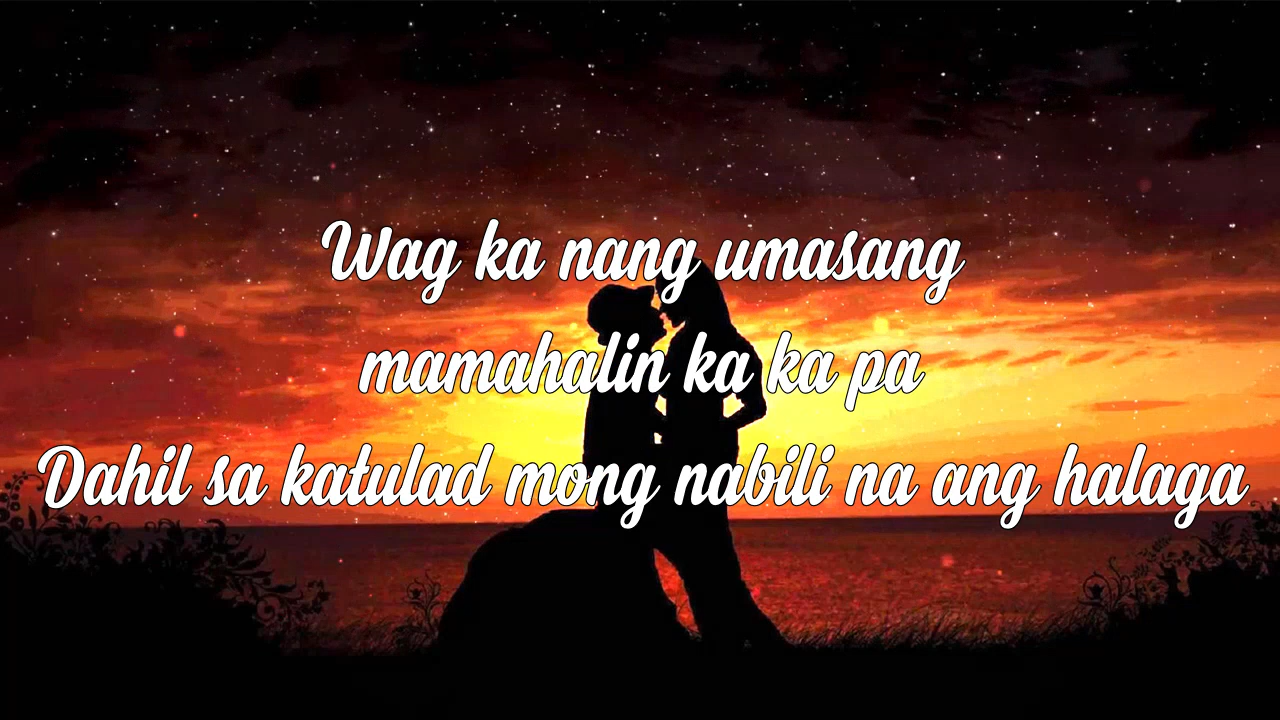 Wag ka nang umasang
mamahalin ka ka pa
Dahil sa katulad mong nabili na ang halaga